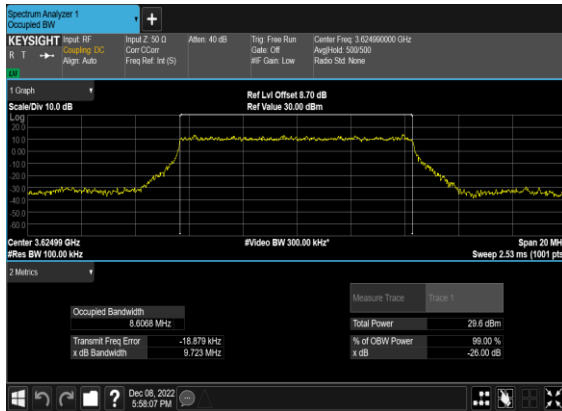 Spectrum Analyzer 1
Occupied BW
+
KEYSIGHT
R T
LXI
Input: RF
Coupling: DC
Align: Auto
Input Z: 50 Ω
Corr CCorr
Freq Ref: Int (S)
Atten: 40 dB
Trig: Free Run
Gate: Off
#IF Gain: Low
Center Freq: 3.624990000 GHz
Avg|Hold: 500/500
Radio Std: None
1 Graph
Scale/Div 10.0 dB
Ref Lvl Offset 8.70 dB
Ref Value 30.00 dBm
Log
20.0
10.0
0.00
-10.0
-20.0
-30.0
-40.0
-50.0
-60.0
Center 3.62499 GHz
#Res BW 100.00 kHz
#Video BW 300.00 kHz*
Span 20 MH
Sweep 2.53 ms (1001 pts
2 Metrics
Measure Trace Trace 1
Occupied Bandwidth
8.6068 MHz
Total Power 29.6 dBm
Transmit Freq Error -18.879 kHz
% of OBW Power 99.00 %
x dB Bandwidth 9.723 MHz
x dB -26.00 dB
?
Dec 08, 2022
5:58:07 PM